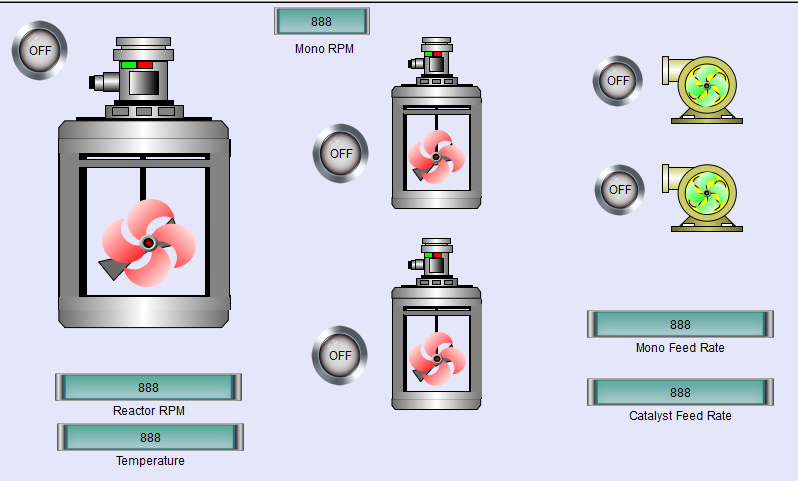 888
Mono RPM
OFF
OFF
OFF
OFF
OFF
888
Mono Feed Rate
888
Reactor RPM
888
Catalyst Feed Rate
888
Temperature